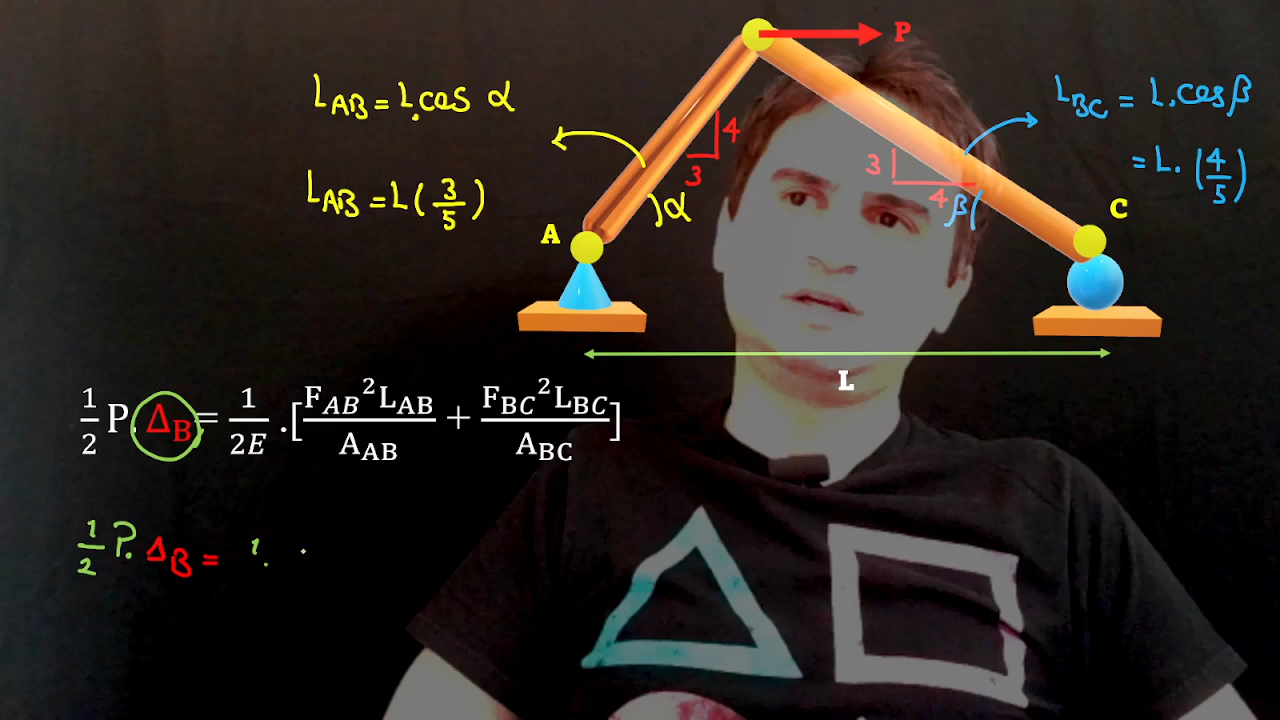 P
L_AB = L.cos α
L_BC = L.cosβ
4
3
3
4
= L. (4/5)
L_AB = L(3/5)
α
β
A
C
L
1/2 P. Δ_B = 1/2E .[F_AB²L_AB/A_AB + F_BC²L_BC/A_BC]
1/2 P. Δ_B =